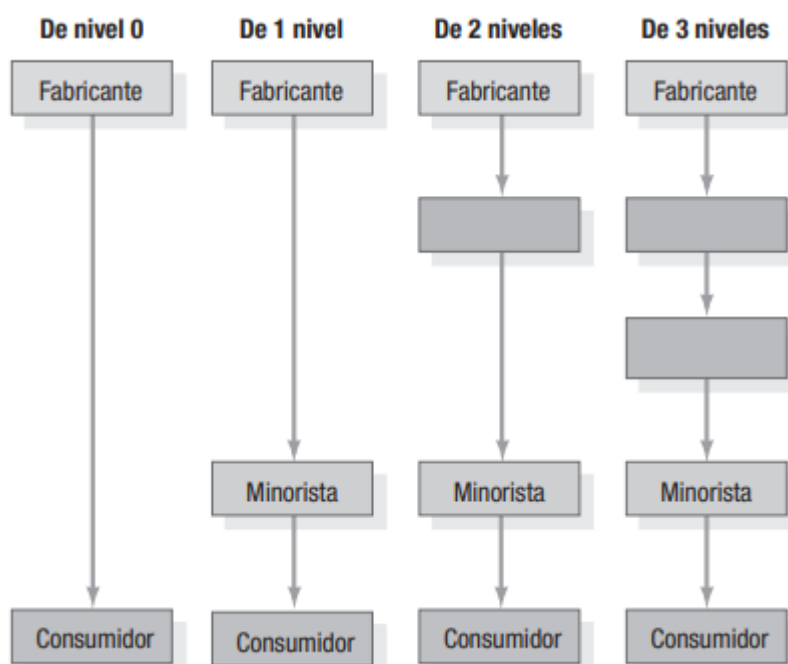 De nivel 0
De 1 nivel
De 2 niveles
De 3 niveles
Fabricante
Fabricante
Fabricante
Fabricante
Minorista
Minorista
Minorista
Consumidor
Consumidor
Consumidor
Consumidor